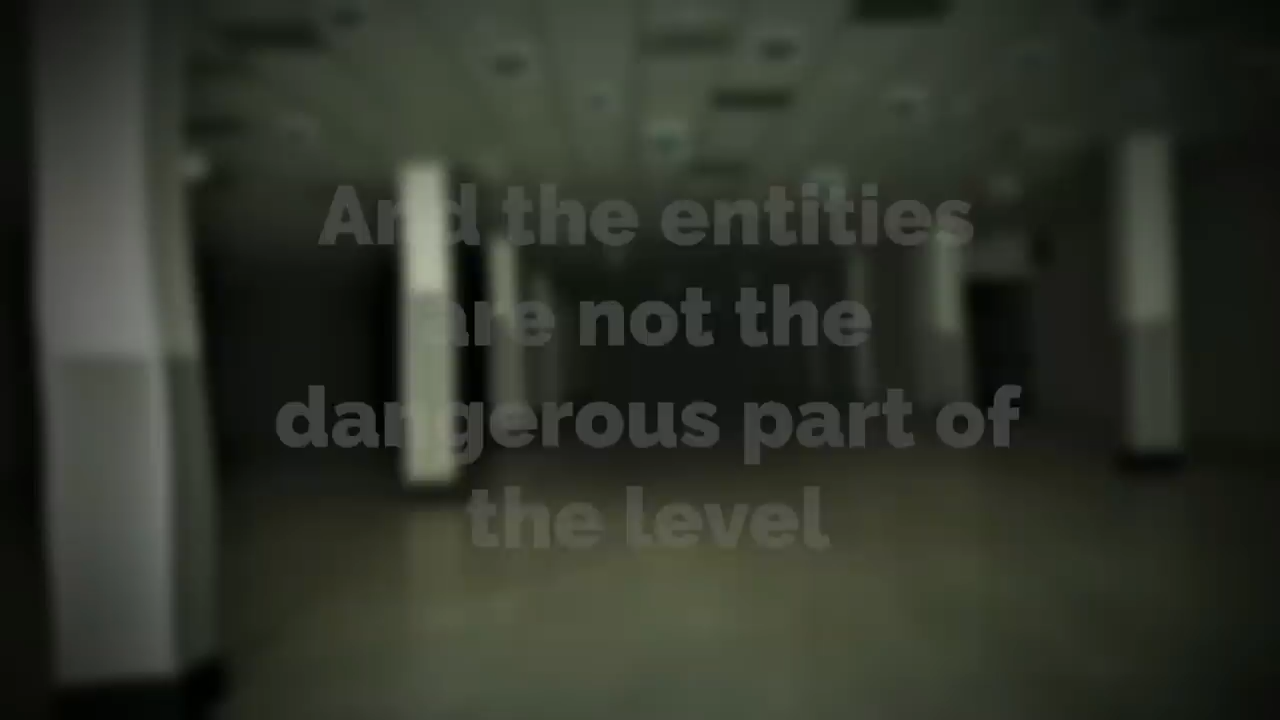 And the entities
are not the
dangerous part of
the level